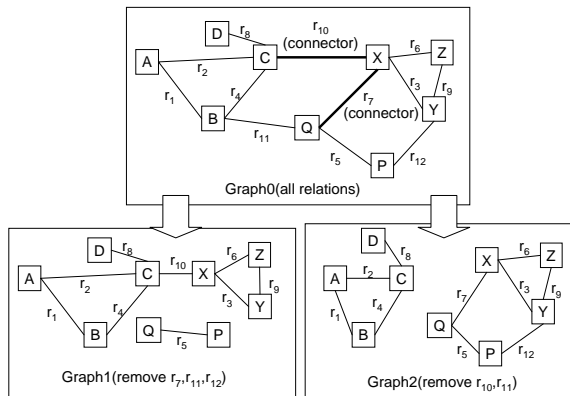 r10
(connector)
D
r8
C
X
r6
Z
A
r2
r4
r3
r9
r7
(connector)
r1
B
Y
r11
Q
r5
P
r12
Graph0(all relations)
D
r8
r10
r6
Z
A
C
X
r2
r4
r3
r9
r1
Y
B
Q
P
r5
Graph1(remove r7,r11,r12)
D
r8
X
r6
Z
A
r2
C
r7
r3
r9
r1
r4
Y
Q
B
r5
P
r12
Graph2(remove r10,r11)